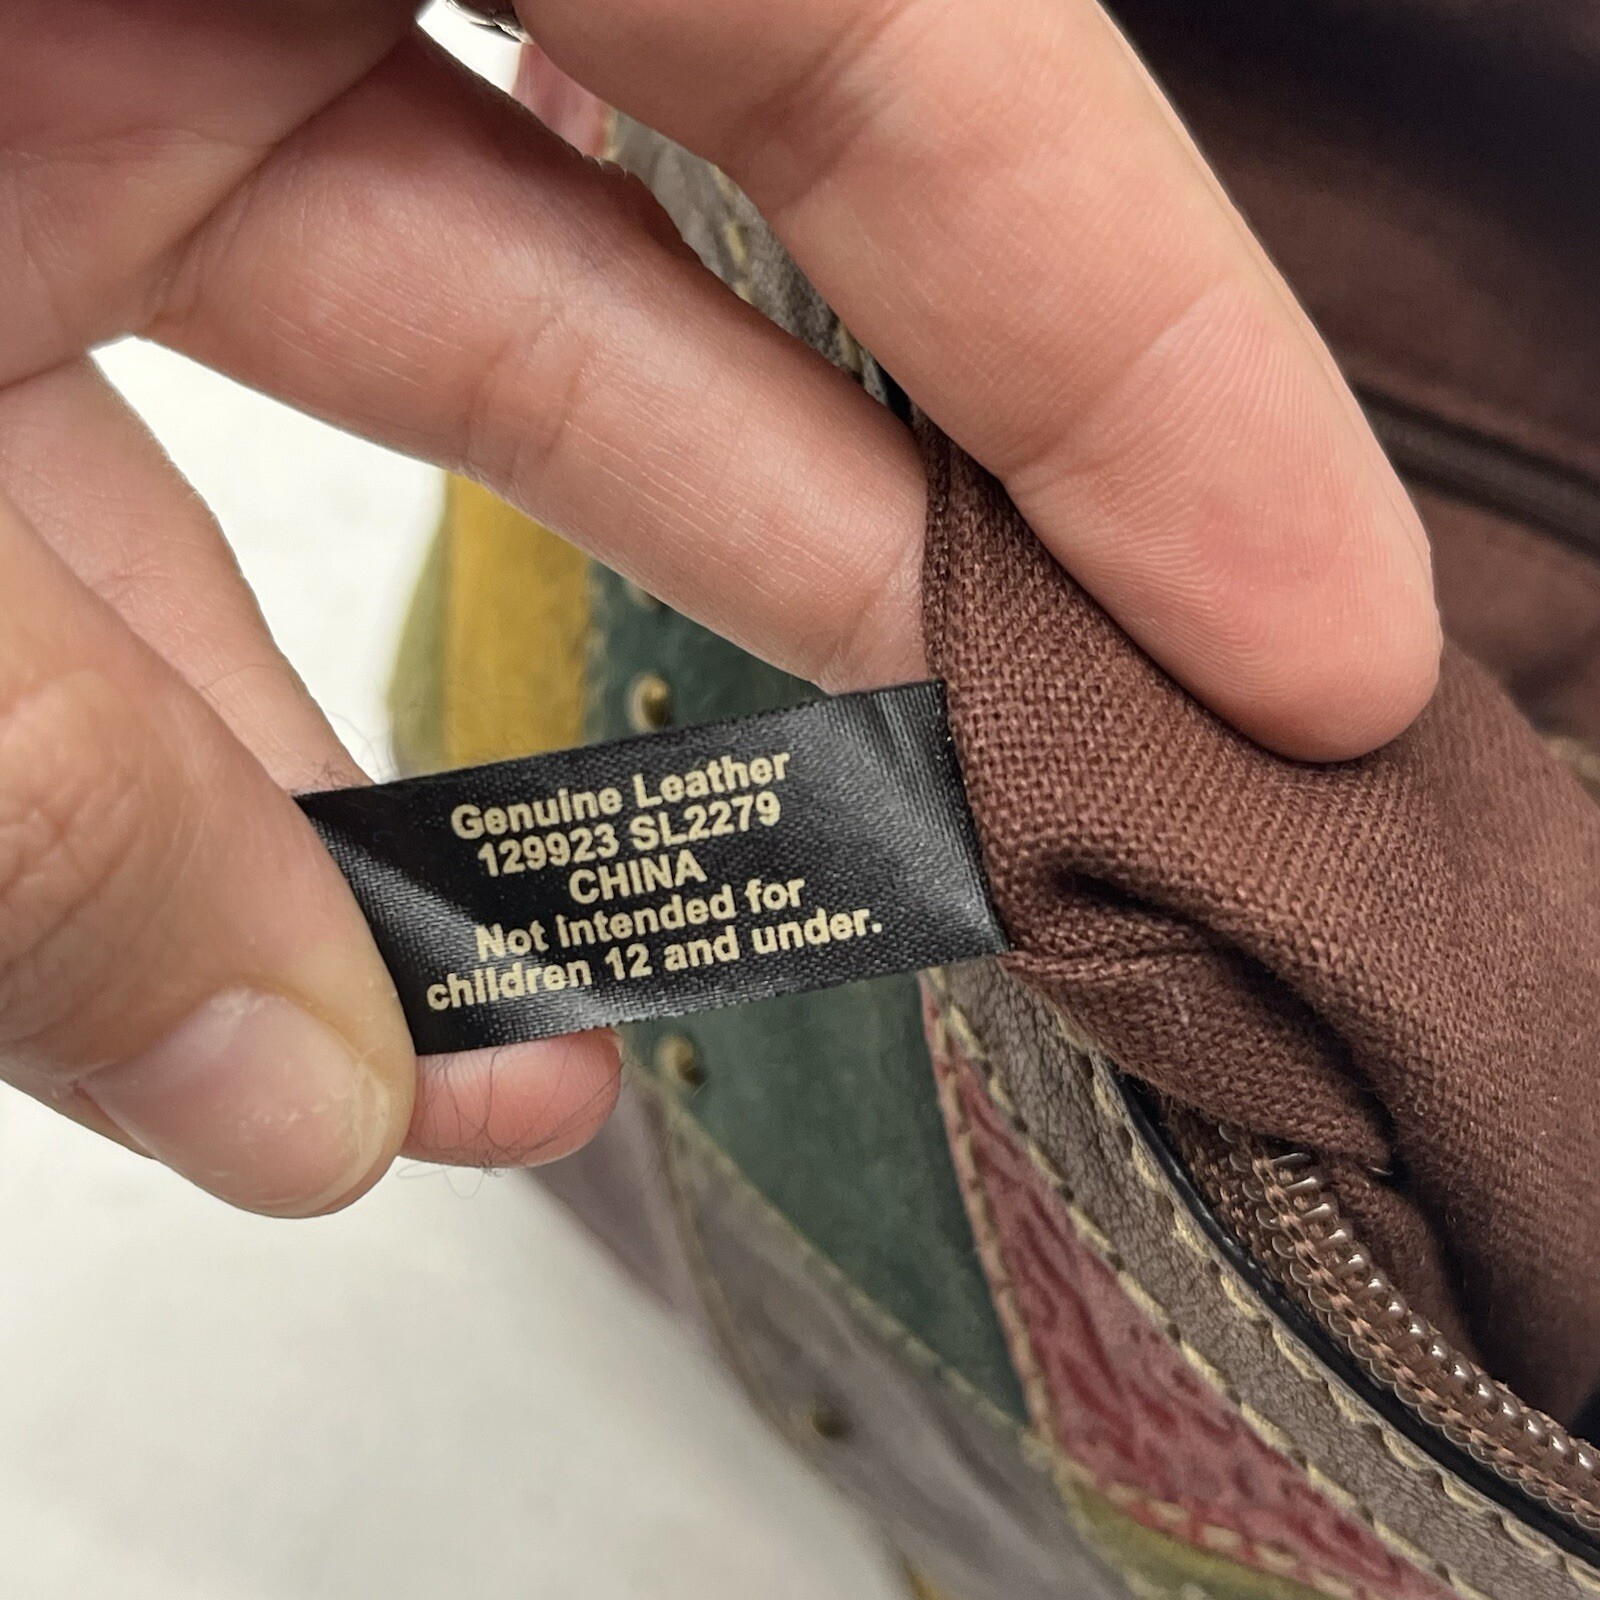 Genuine Leather
129923 SL2279
CHINA
Not Intended for
children 12 and under.